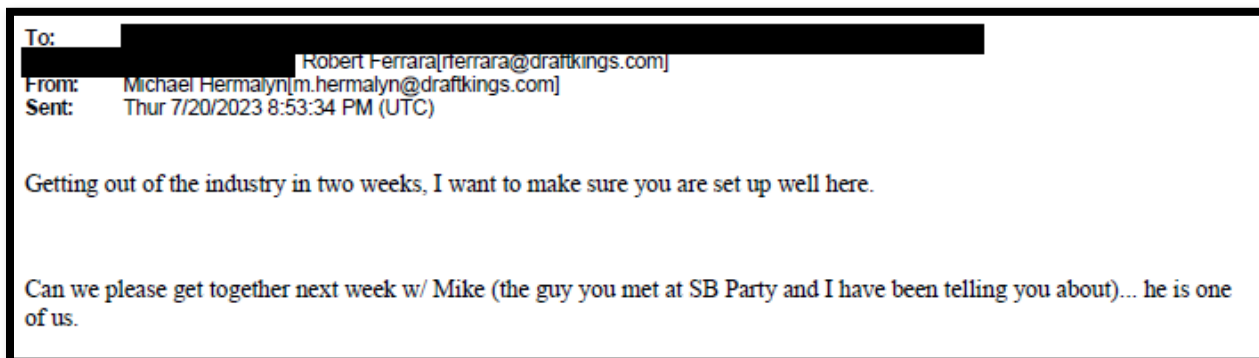 To:
Robert Ferrara[rferrara@draftkings.com]
From: Michael Hermalyn[m.hermalyn@draftkings.com]
Sent: Thur 7/20/2023 8:53:34 PM (UTC)
Getting out of the industry in two weeks, I want to make sure you are set up well here.
Can we please get together next week w/ Mike (the guy you met at SB Party and I have been telling you about)... he is one
of us.